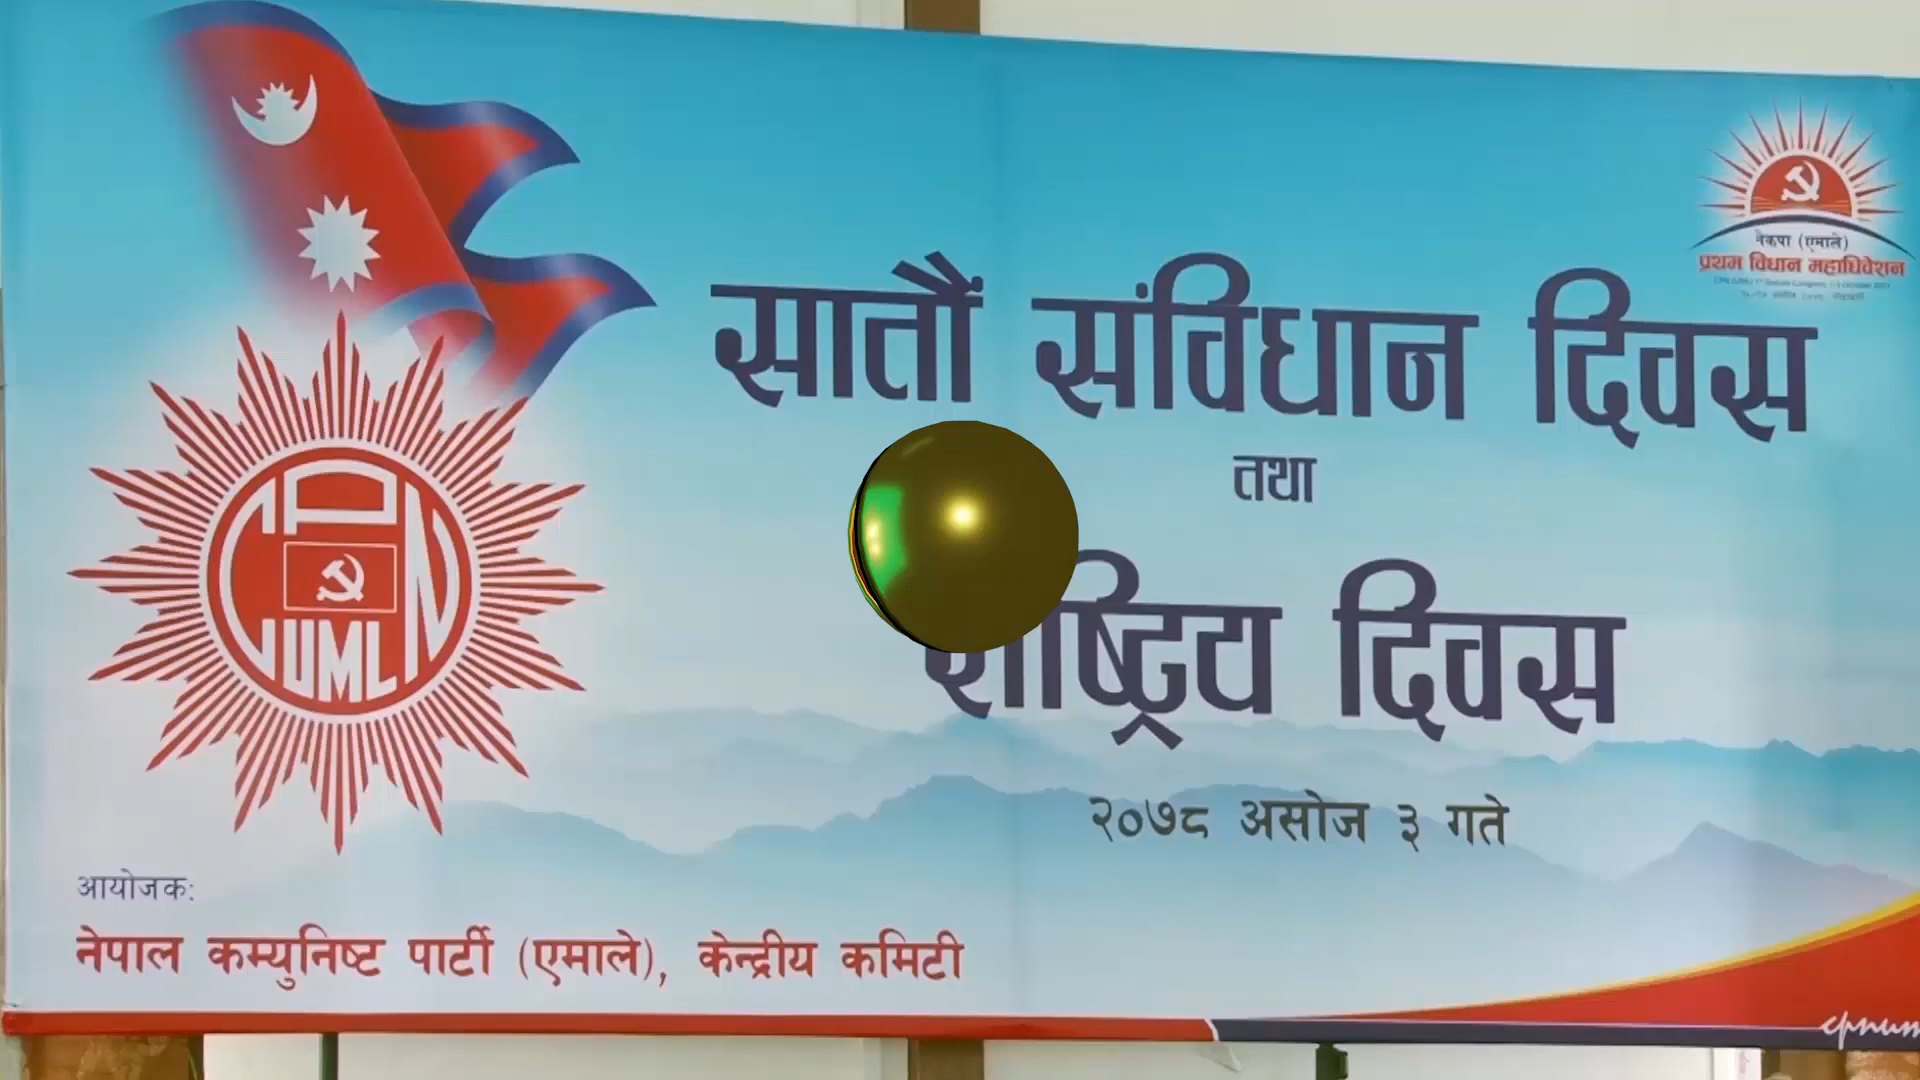 सातौं संविधान दिवस
तथा
राष्ट्रिय दिवस
२०७८ असोज ३ गते
नेकपा (एमाले)
प्रथम विधान महाधिवेशन
CPN
UML
आयोजक:
नेपाल कम्युनिष्ट पार्टी (एमाले), केन्द्रीय कमिटी